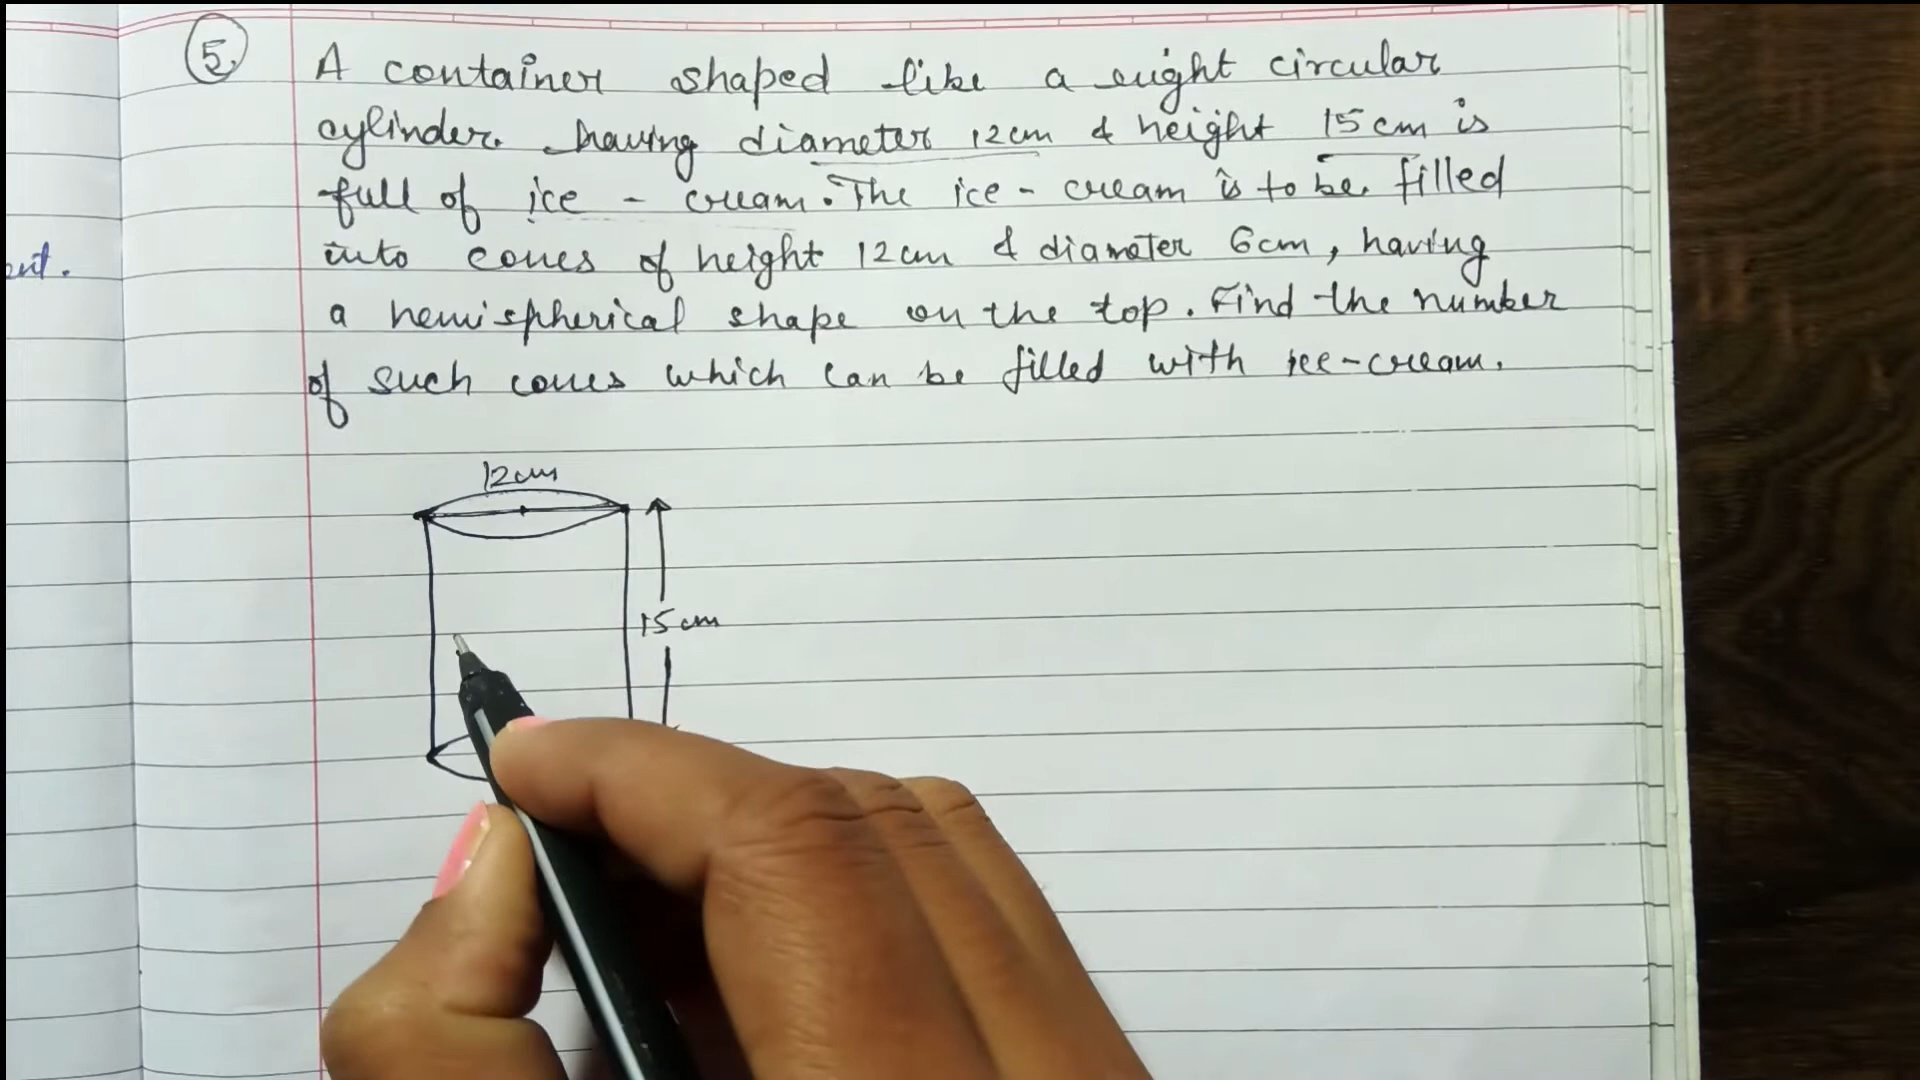 5.
A container shaped like a right circular
cylinder having diameter 12cm & height 15cm is
full of ice - cream. The ice - cream is to be filled
into cones of height 12cm & diameter 6cm, having
a hemispherical shape on the top. Find the number
of such cones which can be filled with ice-cream.
12cm
15cm